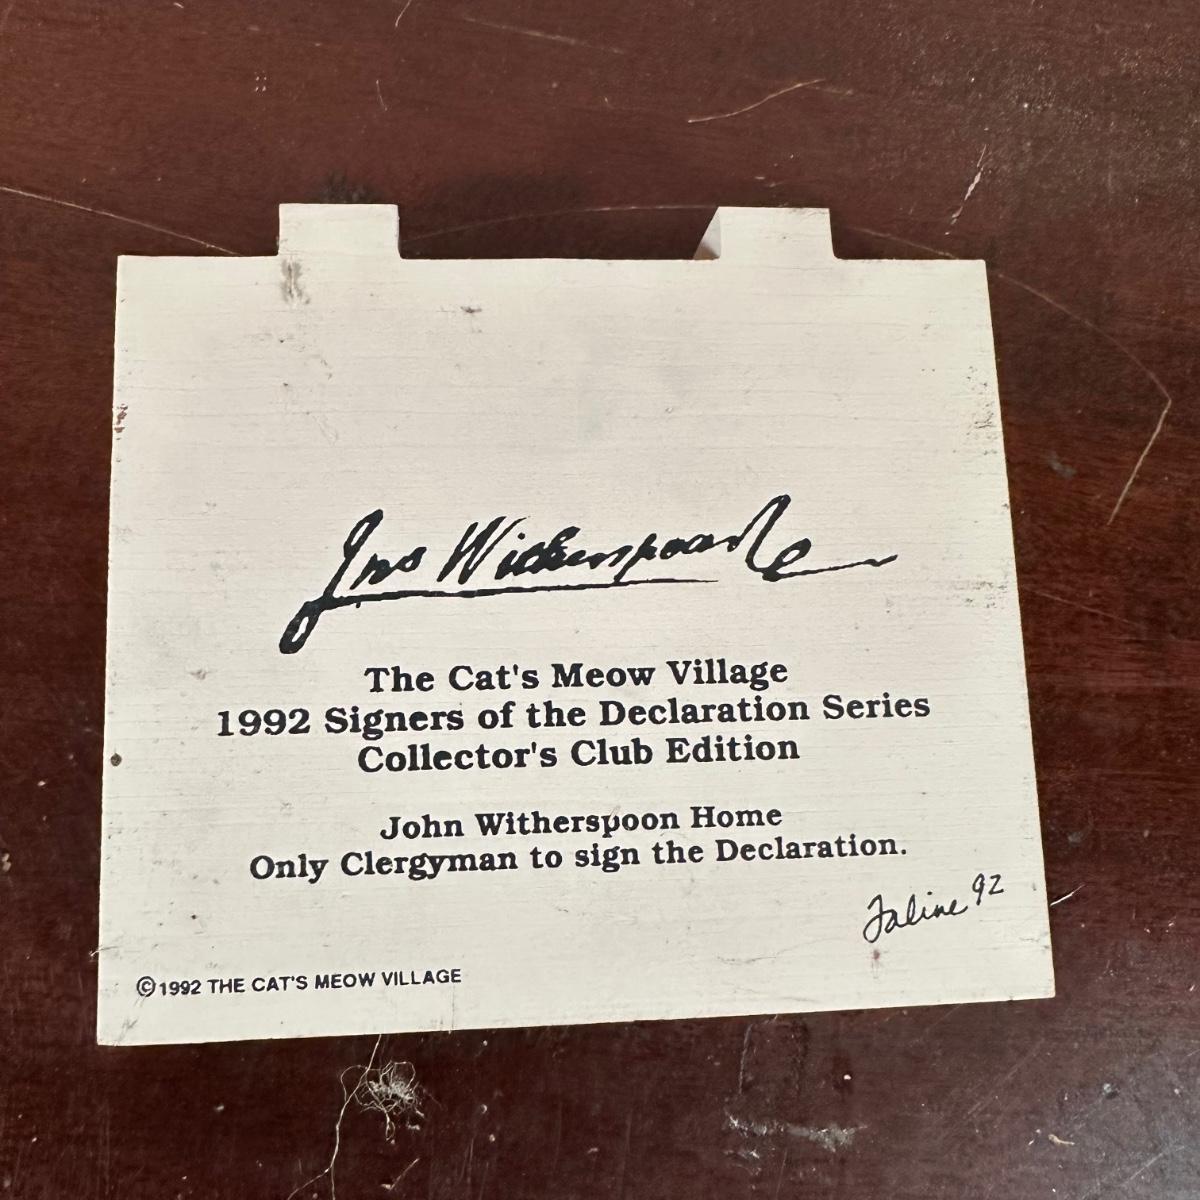 Jno Witherspoon
The Cat's Meow Village
1992 Signers of the Declaration Series
Collector's Club Edition
John Witherspoon Home
Only Clergyman to sign the Declaration.
Faline 92
©1992 THE CAT'S MEOW VILLAGE